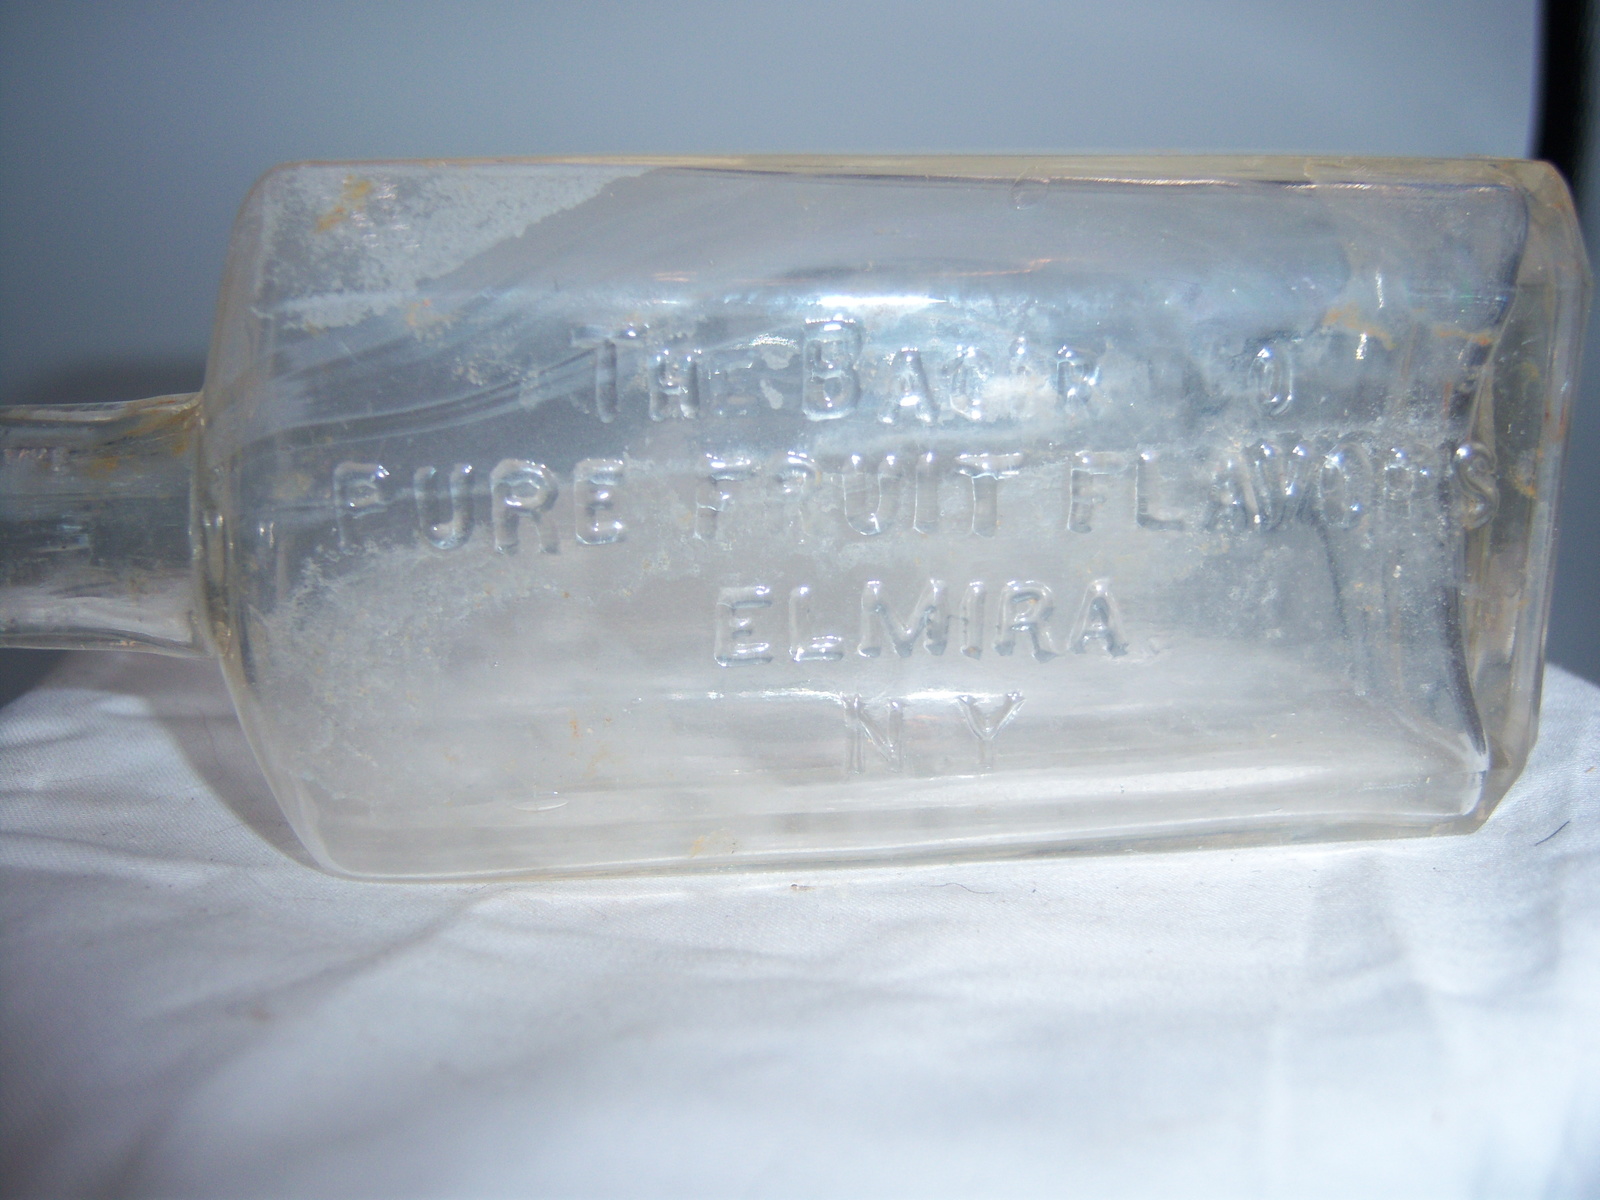 THE
PURE FRUIT FLAVORS
ELMIRA
N.Y